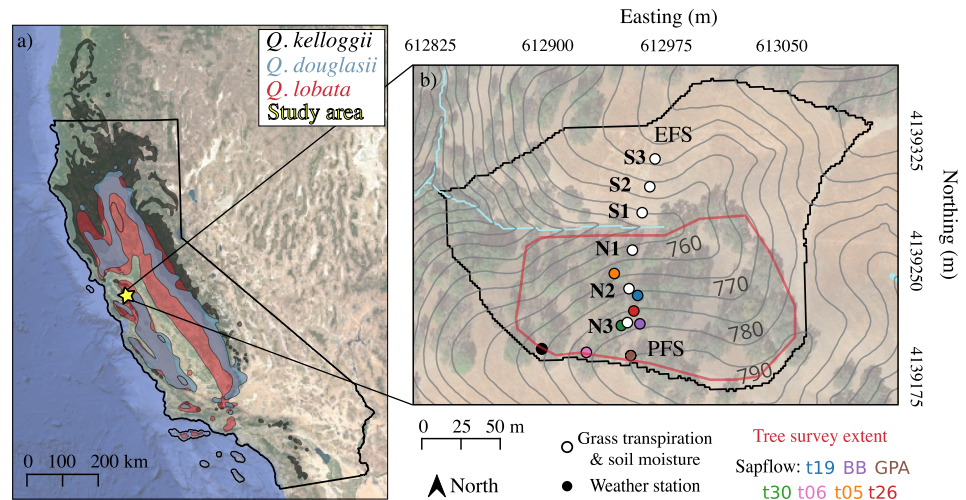 a)
Q. kelloggii
Q. douglasii
Q. lobata
Study area
0 100 200 km
Easting (m)
612825 612900 612975 613050
b)
EFS
S3
S2
S1
N1
N2
N3
PFS
760
770
780
790
4139325
4139250
4139175
Northing (m)
0 25 50 m
North
Grass transpiration
& soil moisture
Weather station
Tree survey extent
Sapflow: t19 BB GPA
t30 t06 t05 t26